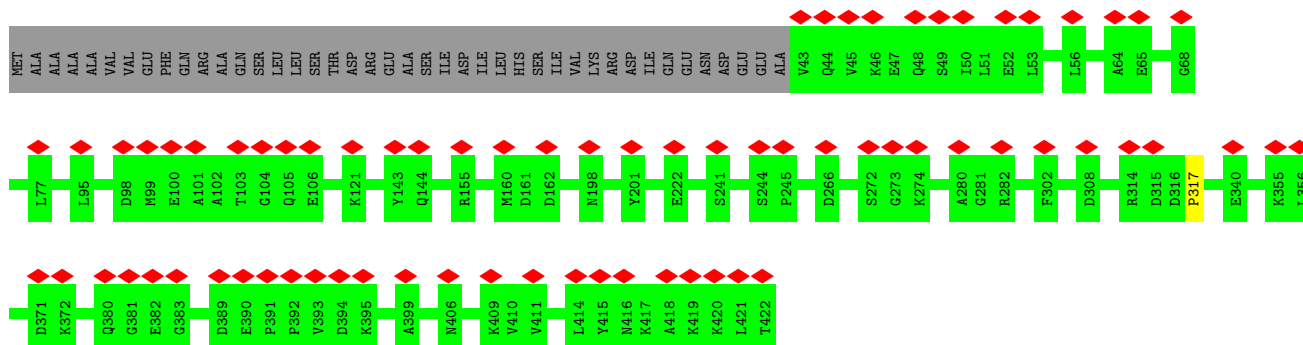 MET ALA ALA ALA ALA VAL VAL GLU PHE GLN ARG ALA GLN SER LEU LEU SER THR ASP ARG GLU ALA SER ILE ASP ILE LEU HIS SER ILE VAL LYS ARG ASP ILE GLN GLU ASN ASP GLU GLU ALA V43 Q44 V45 K46 E47 Q48 S49 I50 L51 E52 L53 L56 A64 E65 G68
L77 L95 D98 M99 E100 A101 A102 T103 G104 Q105 E106 K121 Y143 Q144 R155 M160 D161 D162 N198 Y201 E222 S241 S244 P245 D266 S272 G273 K274 A280 G281 R282 F302 D308 R314 D315 D316 P317 E340 K355 L356
D371 K372 Q380 G381 E382 G383 D389 E390 P391 P392 V393 D394 K395 A399 N406 K409 V410 V411 L414 Y415 N416 K417 A418 K419 K420 L421 T422